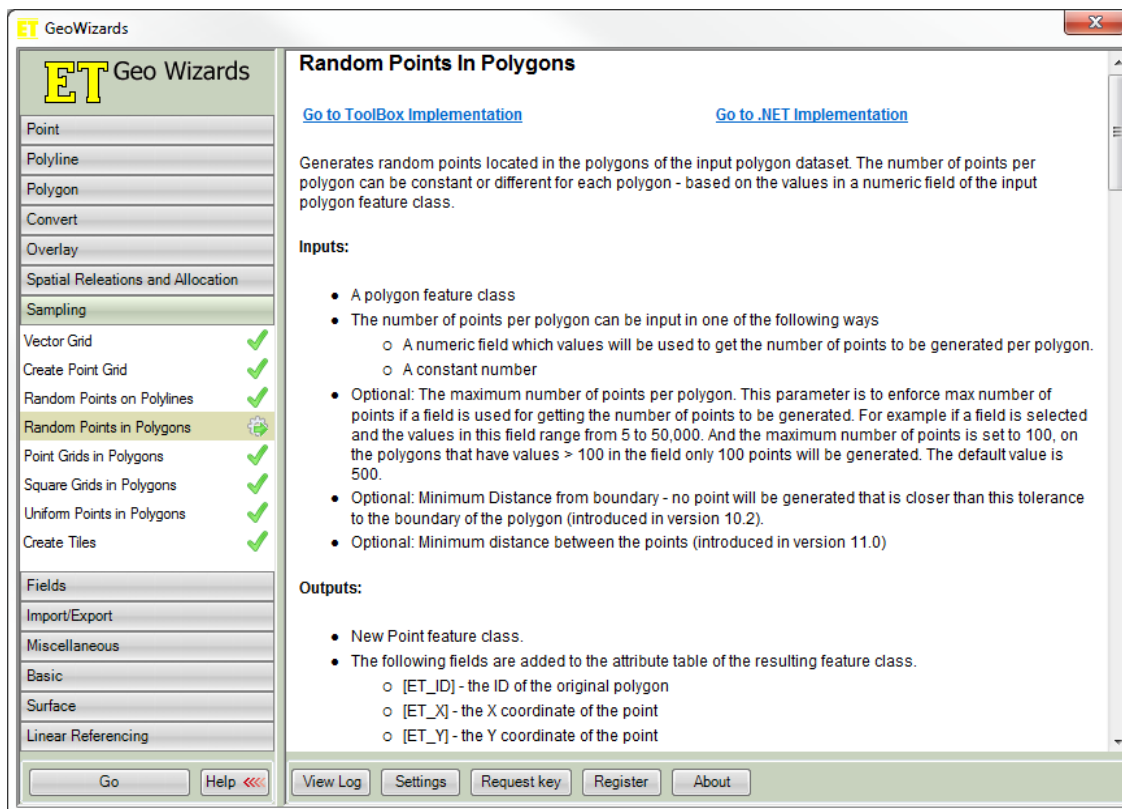 ET GeoWizards
x
ET Geo Wizards
Point
Polyline
Polygon
Convert
Overlay
Spatial Releations and Allocation
Sampling
Vector Grid
Create Point Grid
Random Points on Polylines
Random Points in Polygons
Point Grids in Polygons
Square Grids in Polygons
Uniform Points in Polygons
Create Tiles
Fields
Import/Export
Miscellaneous
Basic
Surface
Linear Referencing
Go
Help
Random Points In Polygons
Go to ToolBox Implementation
Go to .NET Implementation
Generates random points located in the polygons of the input polygon dataset. The number of points per
polygon can be constant or different for each polygon - based on the values in a numeric field of the input
polygon feature class.
Inputs:
● A polygon feature class
● The number of points per polygon can be input in one of the following ways
○ A numeric field which values will be used to get the number of points to be generated per polygon.
○ A constant number
● Optional: The maximum number of points per polygon. This parameter is to enforce max number of
points if a field is used for getting the number of points to be generated. For example if a field is selected
and the values in this field range from 5 to 50,000. And the maximum number of points is set to 100, on
the polygons that have values > 100 in the field only 100 points will be generated. The default value is
500.
● Optional: Minimum Distance from boundary - no point will be generated that is closer than this tolerance
to the boundary of the polygon (introduced in version 10.2).
● Optional: Minimum distance between the points (introduced in version 11.0)
Outputs:
● New Point feature class.
● The following fields are added to the attribute table of the resulting feature class.
○ [ET_ID] - the ID of the original polygon
○ [ET_X] - the X coordinate of the point
○ [ET_Y] - the Y coordinate of the point
View Log
Settings
Request key
Register
About